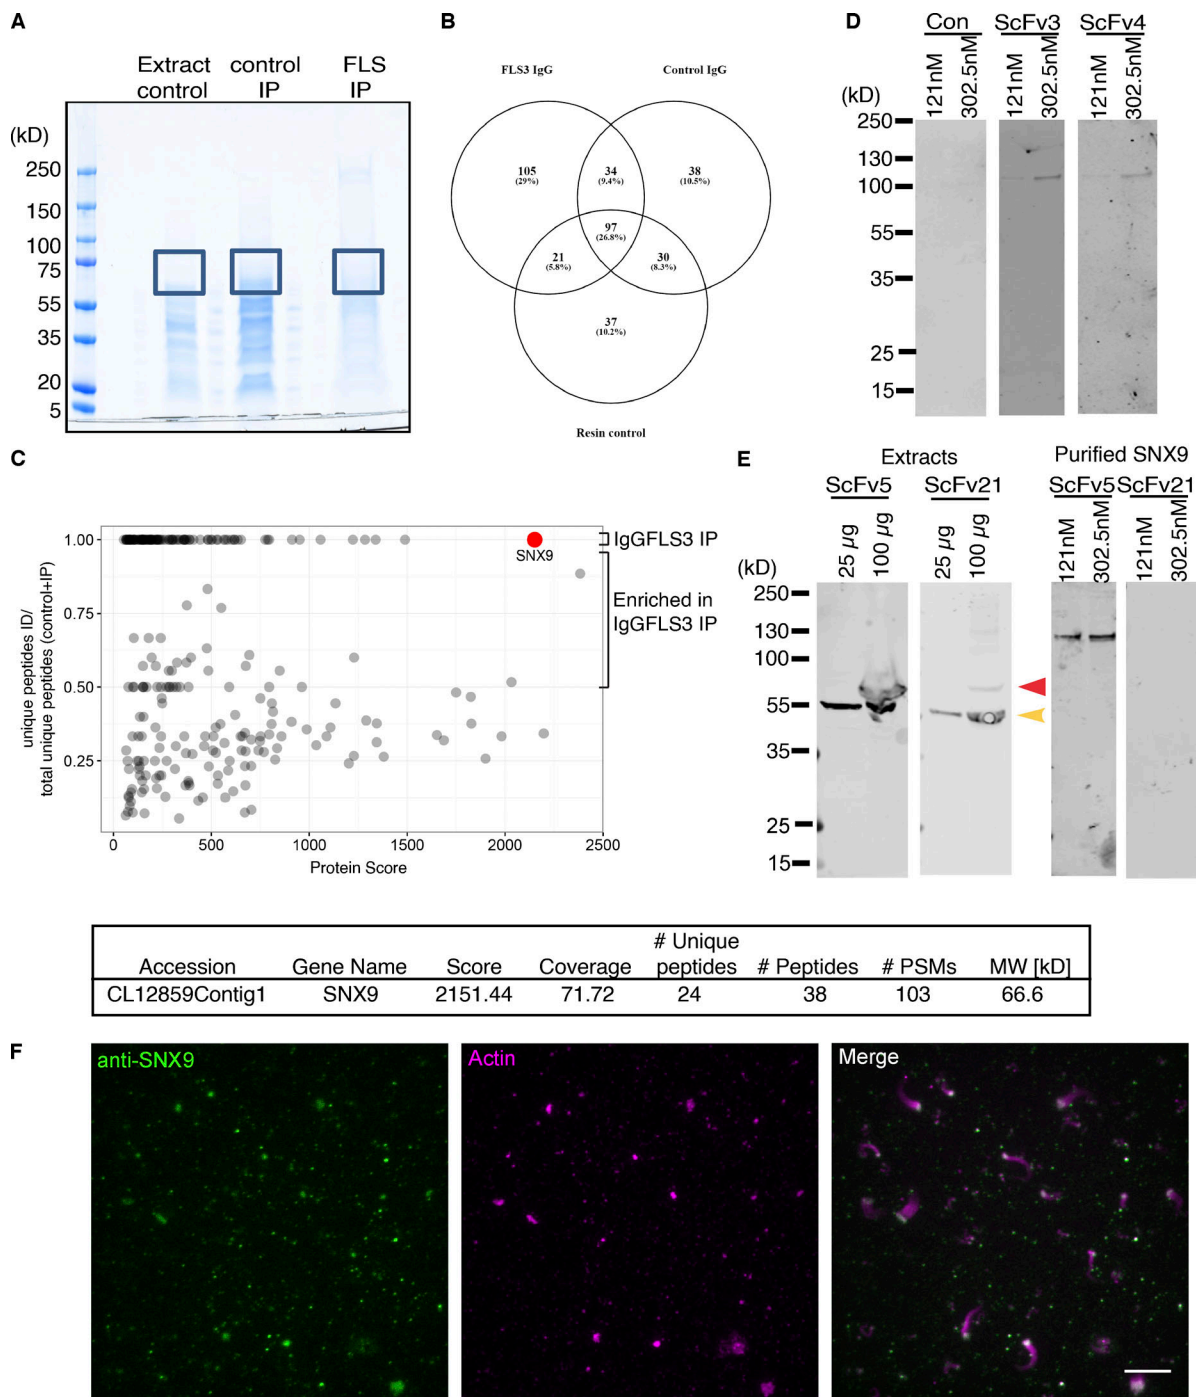 A
Extract control
control IP
FLS IP
(kD)
250
150
100
75
55
35
20
5
B
FLS3 IgG
Control IgG
105
(29%)
34
(9.4%)
38
(10.5%)
97
(26.8%)
21
(5.8%)
30
(8.3%)
37
(10.2%)
Resin control
C
unique peptides ID/
total unique peptides (control+IP)
1.00
0.75
0.50
0.25
0
500
1000
1500
2000
2500
Protein Score
SNX9
IgGFLS3 IP
Enriched in
IgGFLS3 IP
D
Con
ScFv3
ScFv4
121nM
302.5nM
121nM
302.5nM
121nM
302.5nM
(kD)
250
130
100
55
35
25
15
E
Extracts
Purified SNX9
ScFv5
ScFv21
ScFv5
ScFv21
25 µg
100 µg
25 µg
100 µg
121nM
302.5nM
121nM
302.5nM
(kD)
250
130
100
55
35
25
15
Accession Gene Name Score Coverage # Unique peptides # Peptides # PSMs MW [kD]
CL12859Contig1 SNX9 2151.44 71.72 24 38 103 66.6
F
anti-SNX9
Actin
Merge